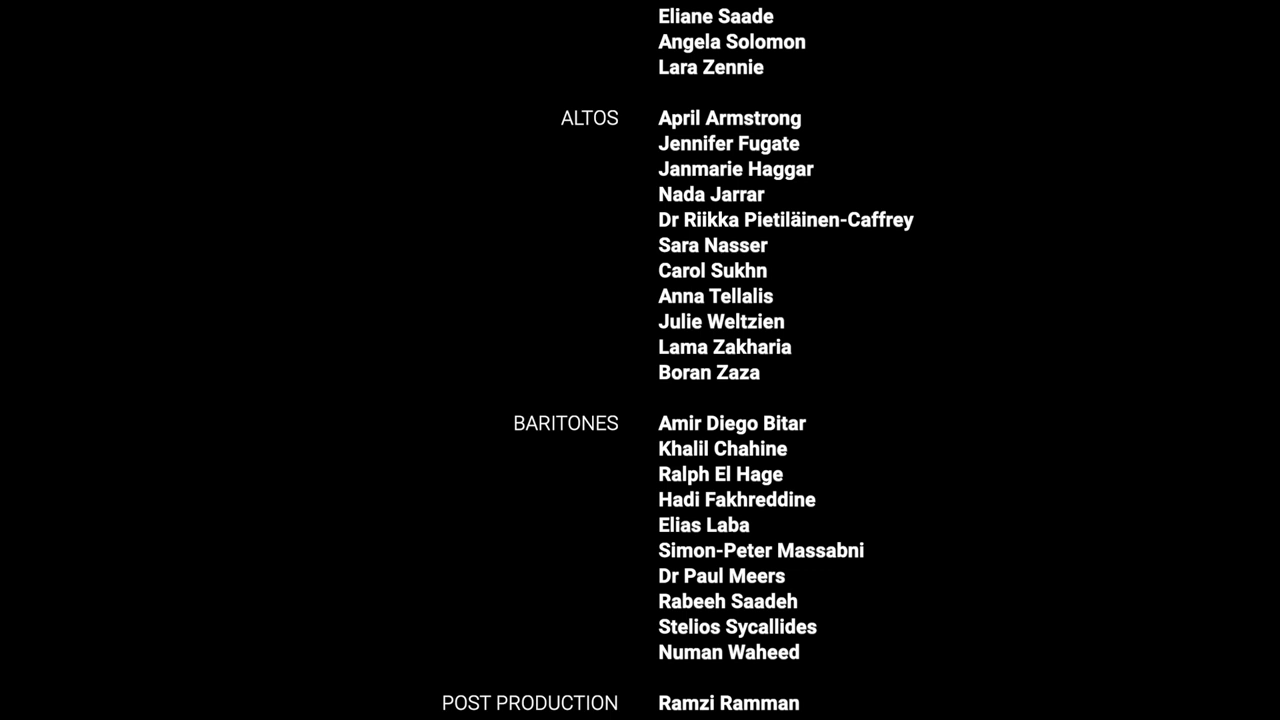 Eliane Saade
Angela Solomon
Lara Zennie
ALTOS April Armstrong
Jennifer Fugate
Janmarie Haggar
Nada Jarrar
Dr Riikka Pietiläinen-Caffrey
Sara Nasser
Carol Sukhn
Anna Tellalis
Julie Weltzien
Lama Zakharia
Boran Zaza
BARITONES Amir Diego Bitar
Khalil Chahine
Ralph El Hage
Hadi Fakhreddine
Elias Laba
Simon-Peter Massabni
Dr Paul Meers
Rabeeh Saadeh
Stelios Sycallides
Numan Waheed
POST PRODUCTION Ramzi Ramman